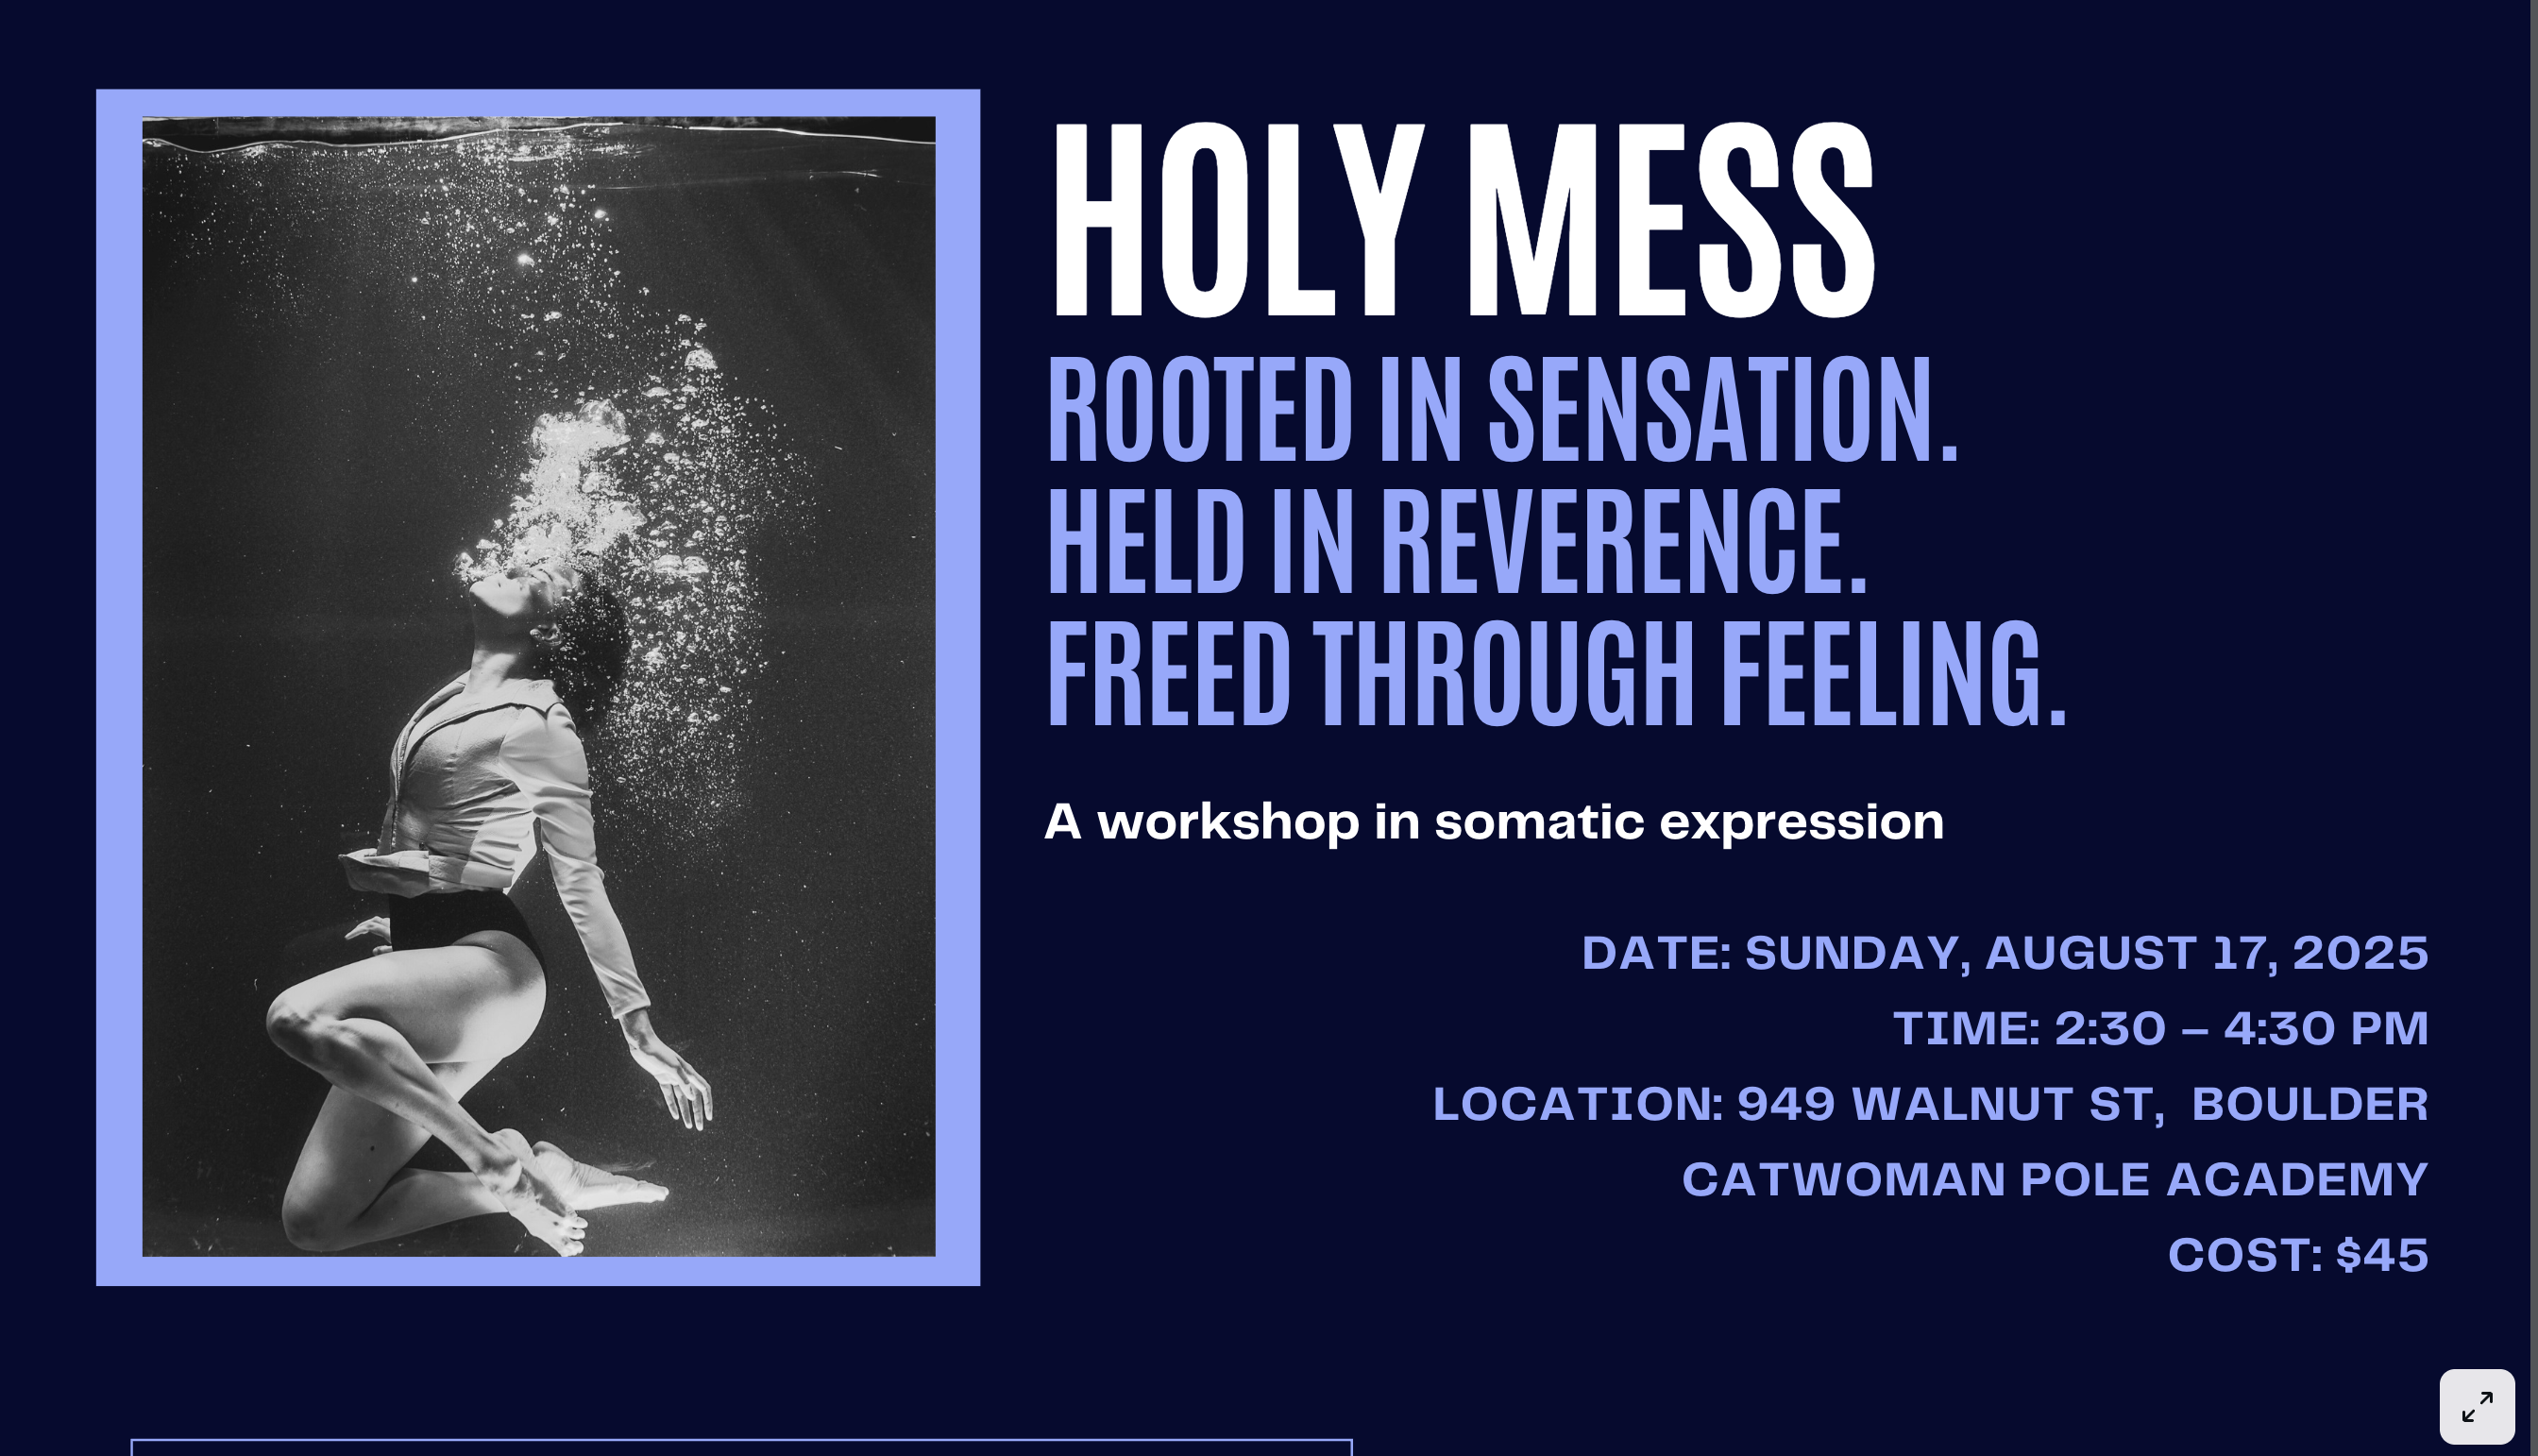 HOLY MESS
ROOTED IN SENSATION.
HELD IN REVERENCE.
FREED THROUGH FEELING.
A workshop in somatic expression
DATE: SUNDAY, AUGUST 17, 2025
TIME: 2:30 – 4:30 PM
LOCATION: 949 WALNUT ST,  BOULDER
CATWOMAN POLE ACADEMY
COST: $45